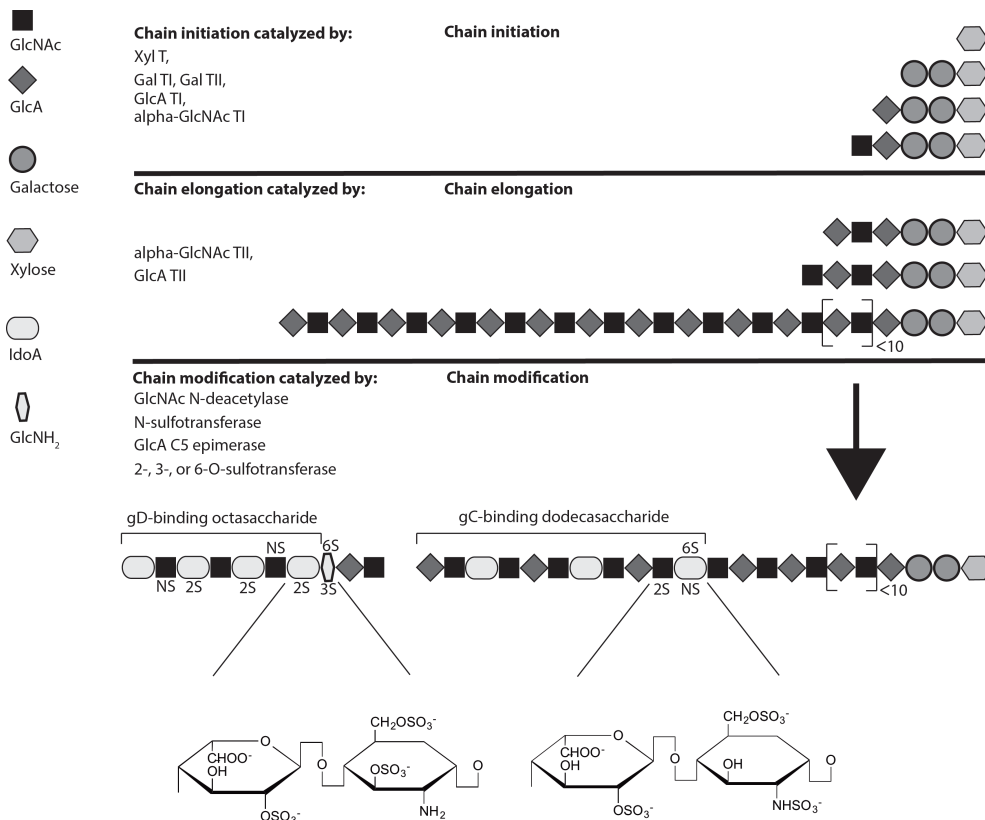 GlcNAc
GlcA
Galactose
Xylose
IdoA
GlcNH2
Chain initiation catalyzed by:
Chain initiation
Xyl T,
Gal TI, Gal TII,
GlcA TI,
alpha-GlcNAc TI
Chain elongation catalyzed by:
Chain elongation
alpha-GlcNAc TII,
GlcA TII
<10
Chain modification catalyzed by:
Chain modification
GlcNAc N-deacetylase
N-sulfotransferase
GlcA C5 epimerase
2-, 3-, or 6-O-sulfotransferase
gD-binding octasaccharide
gC-binding dodecasaccharide
NS
6S
6S
NS
2S
2S
2S
3S
2S
NS
<10
CH2OSO3-
O
CHOO-
OH
O
OSO3-
OSO3-
NH2
O
CH2OSO3-
O
CHOO-
OH
O
OH
OSO3-
NHSO3-
O